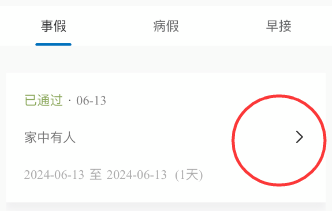 事假 病假 早接
已通过 · 06-13
家中有人
2024-06-13 至 2024-06-13 (1天)